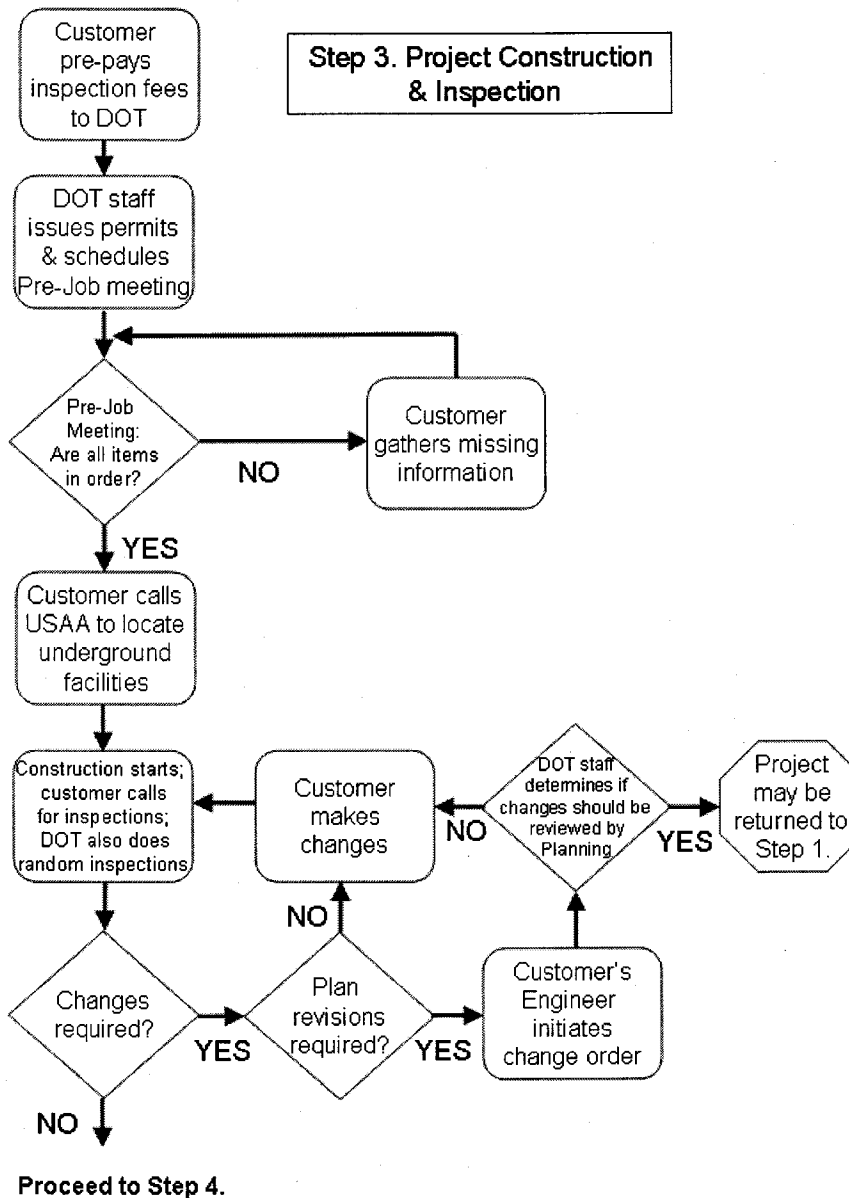 Customer
pre-pays
inspection fees
to DOT
Step 3. Project Construction
& Inspection
DOT staff
issues permits
& schedules
Pre-Job meeting
Pre-Job
Meeting:
Are all items
in order?
NO
Customer
gathers missing
information
YES
Customer calls
USAA to locate
underground
facilities
Construction starts;
customer calls
for inspections;
DOT also does
random inspections
Customer
makes
changes
DOT staff
determines if
changes should be
reviewed by
Planning
NO
YES
Project
may be
returned to
Step 1.
NO
Changes
required?
YES
Plan
revisions
required?
YES
Customer's
Engineer
initiates
change order
NO
Proceed to Step 4.